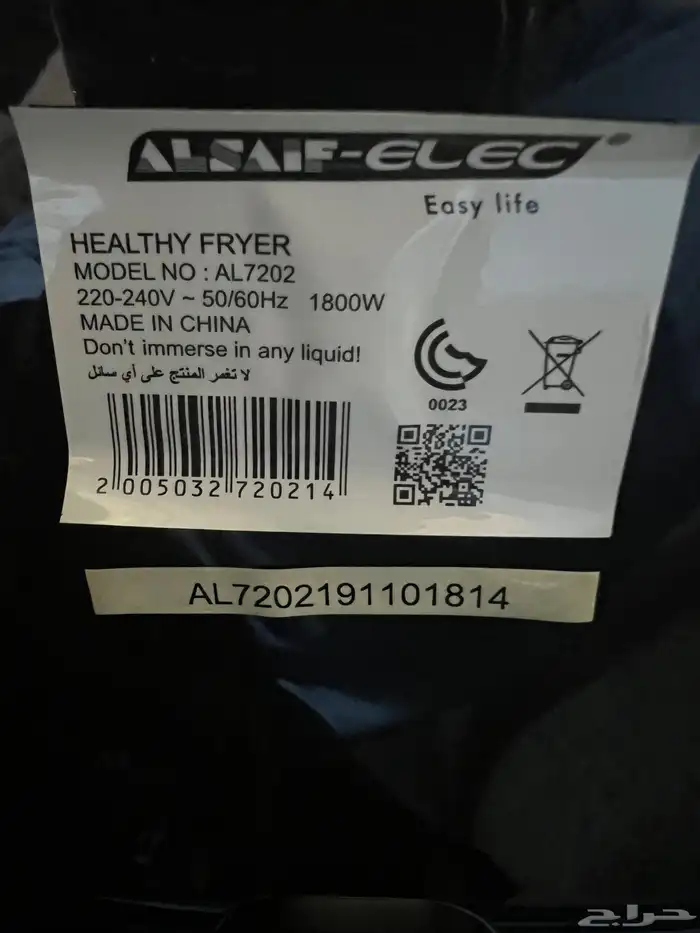 ALSAIF-ELEC
Easy life
HEALTHY FRYER
MODEL NO : AL7202
220-240V ~ 50/60Hz 1800W
MADE IN CHINA
Don't immerse in any liquid!
لا تغمر المنتج على أي سائل
0023
2 005032 720214
AL7202191101814
حراج